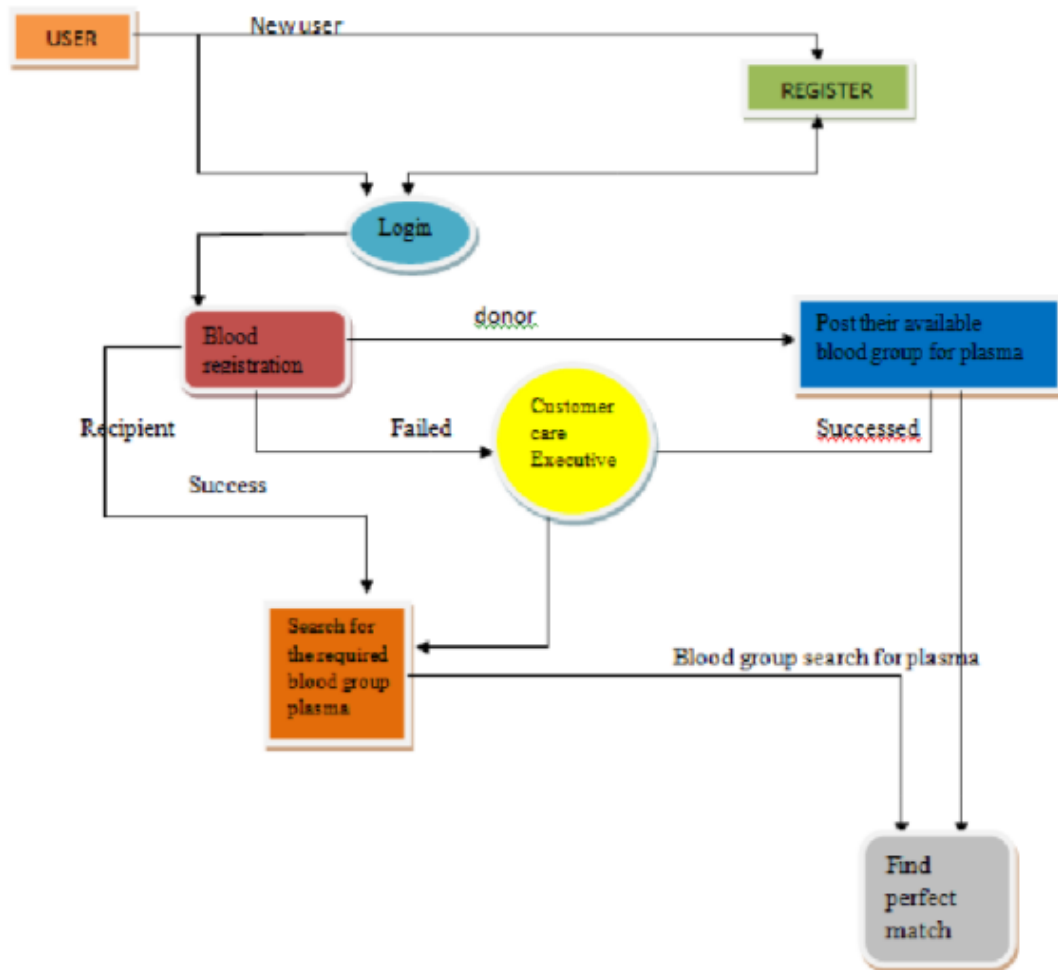 USER
New user
REGISTER
Login
Blood
registration
donor
Post their available
blood group for plasma
Recipient
Failed
Customer
care
Executive
Successed
Success
Search for
the required
blood group
plasma
Blood group search for plasma
Find
perfect
match